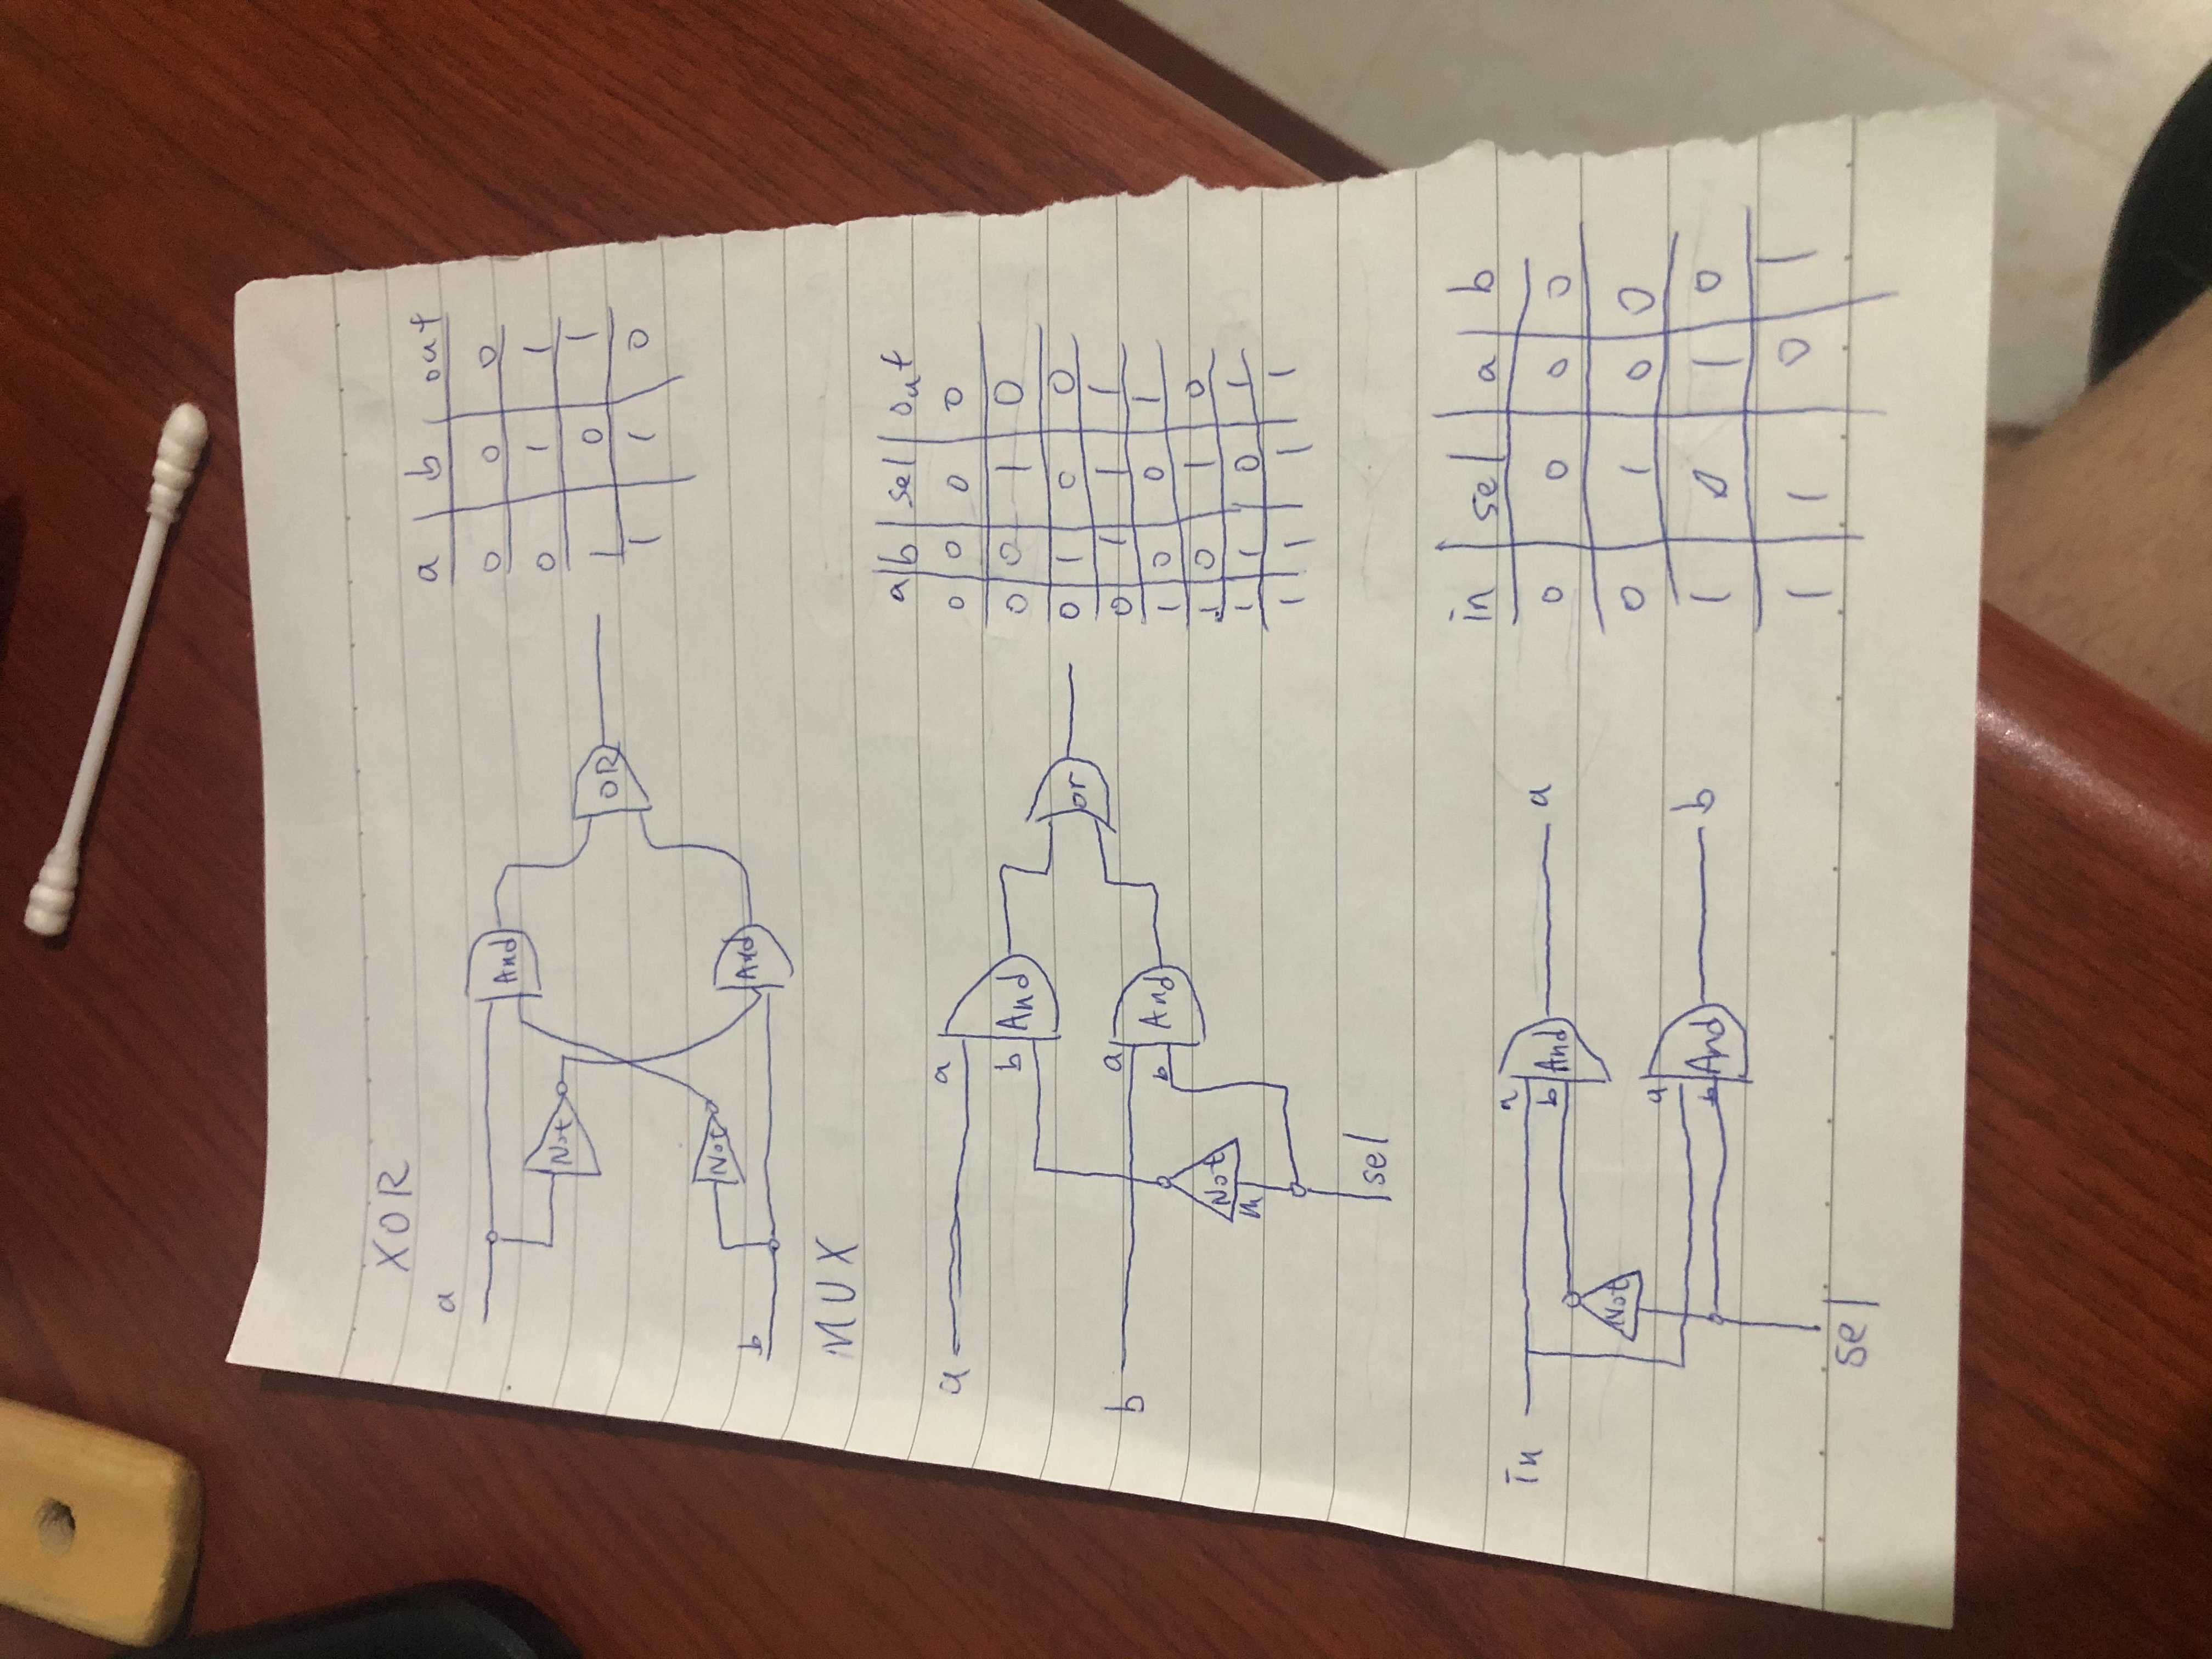 XOR
a
And
Not
OR
Not
And
b
a b out
0 0 0
0 1 1
1 0 1
1 1 0
MUX
a a
b And
or
b a
b And
Not
in
sel
a b sel out
0 0 0 0
0 0 1 0
0 1 0 0
0 1 1 1
1 0 0 1
1 0 1 0
1 1 0 1
1 1 1 1
in a
b And a
Not
a
b And b
sel
in sel a b
0 0 0 0
0 1 0 0
1 0 1 0
1 1 0 1